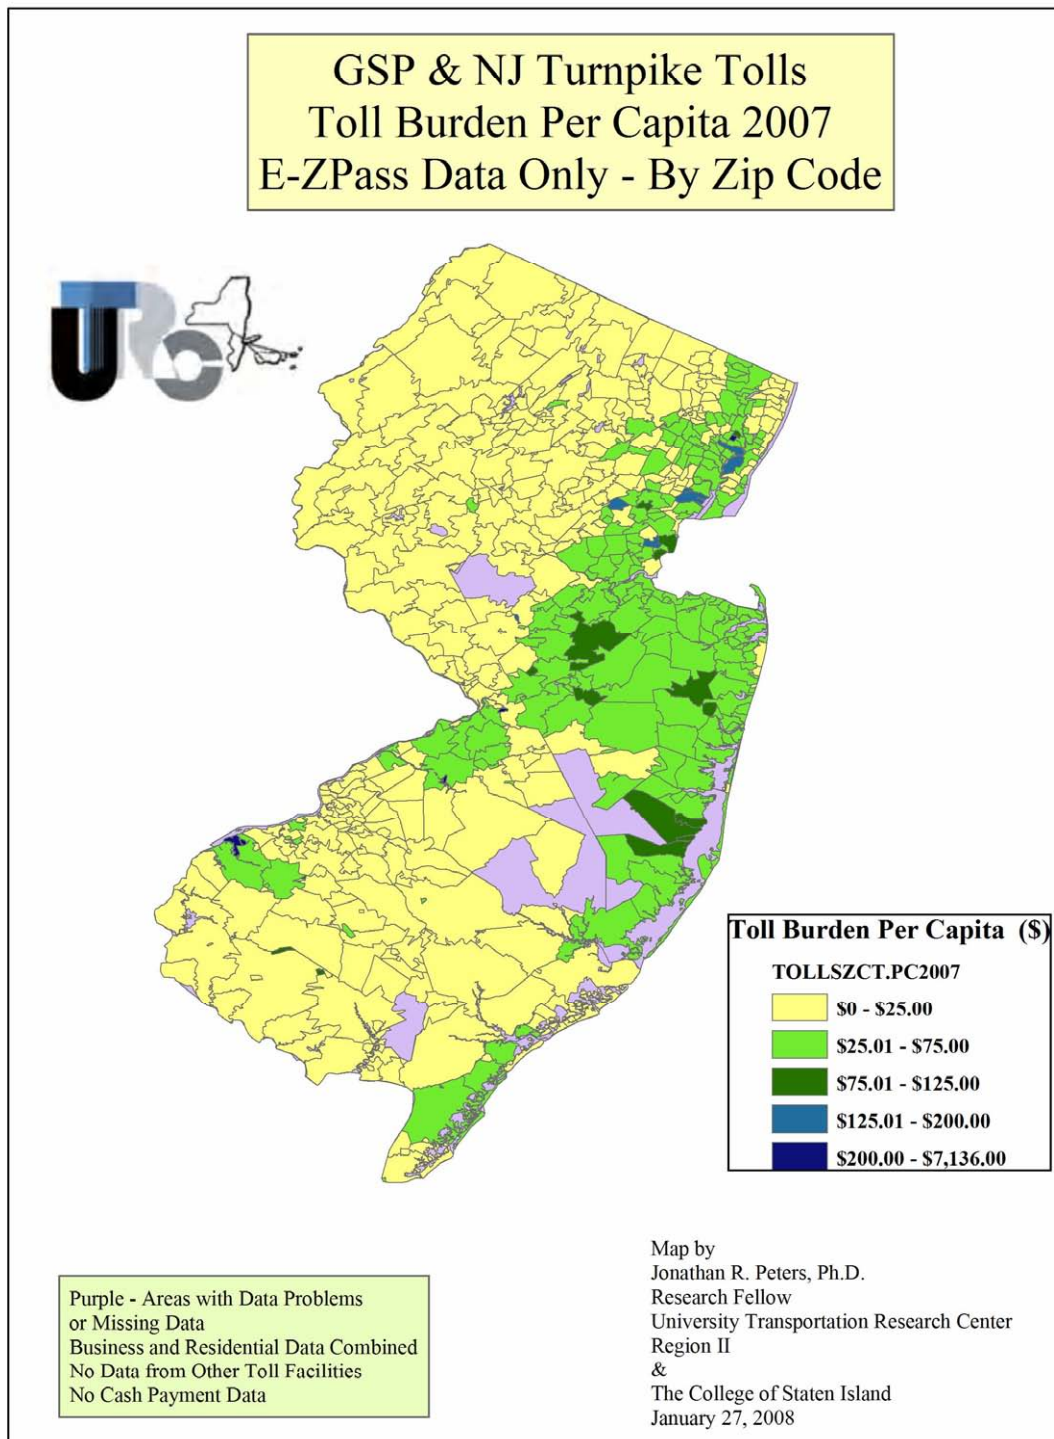 GSP & NJ Turnpike Tolls
Toll Burden Per Capita 2007
E-ZPass Data Only - By Zip Code
UTRC
Toll Burden Per Capita ($)
TOLLSZCT.PC2007
$0 - $25.00
$25.01 - $75.00
$75.01 - $125.00
$125.01 - $200.00
$200.00 - $7,136.00
Purple - Areas with Data Problems
or Missing Data
Business and Residential Data Combined
No Data from Other Toll Facilities
No Cash Payment Data
Map by
Jonathan R. Peters, Ph.D.
Research Fellow
University Transportation Research Center
Region II
&
The College of Staten Island
January 27, 2008